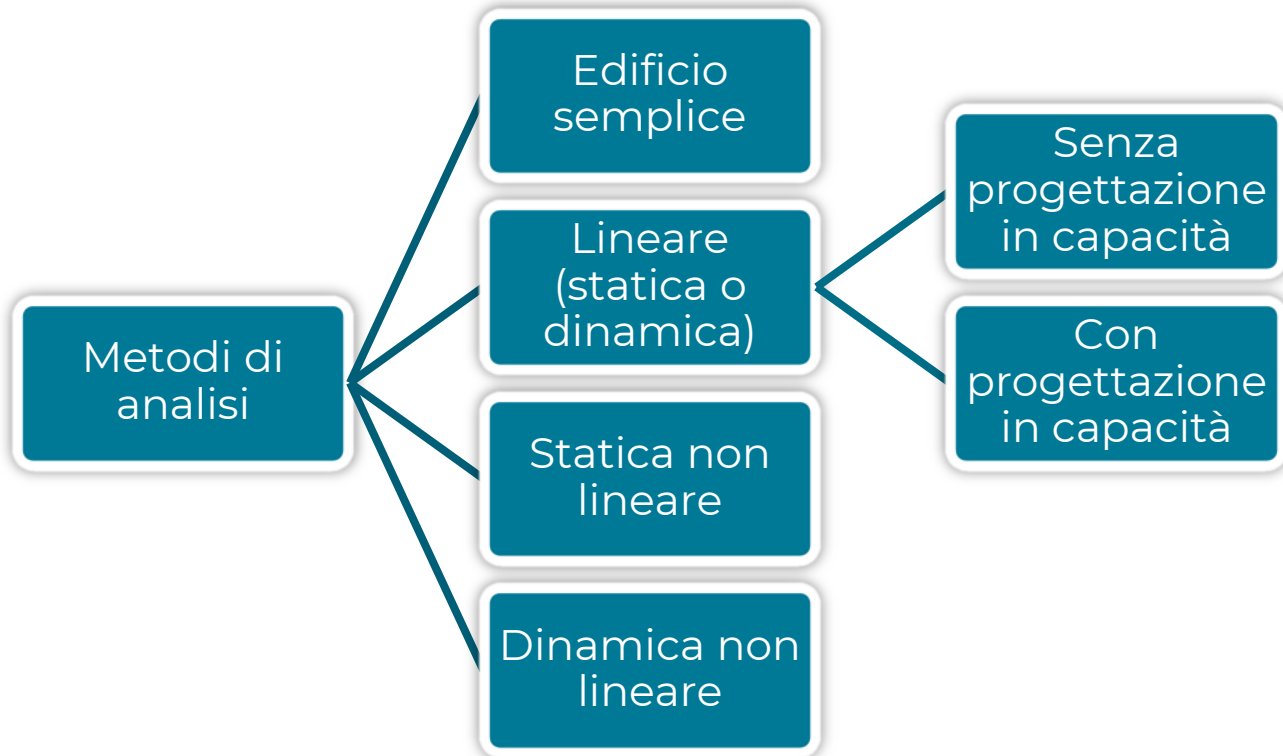 Metodi di
analisi
Edificio
semplice
Lineare
(statica o
dinamica)
Senza
progettazione
in capacità
Con
progettazione
in capacità
Statica non
lineare
Dinamica non
lineare